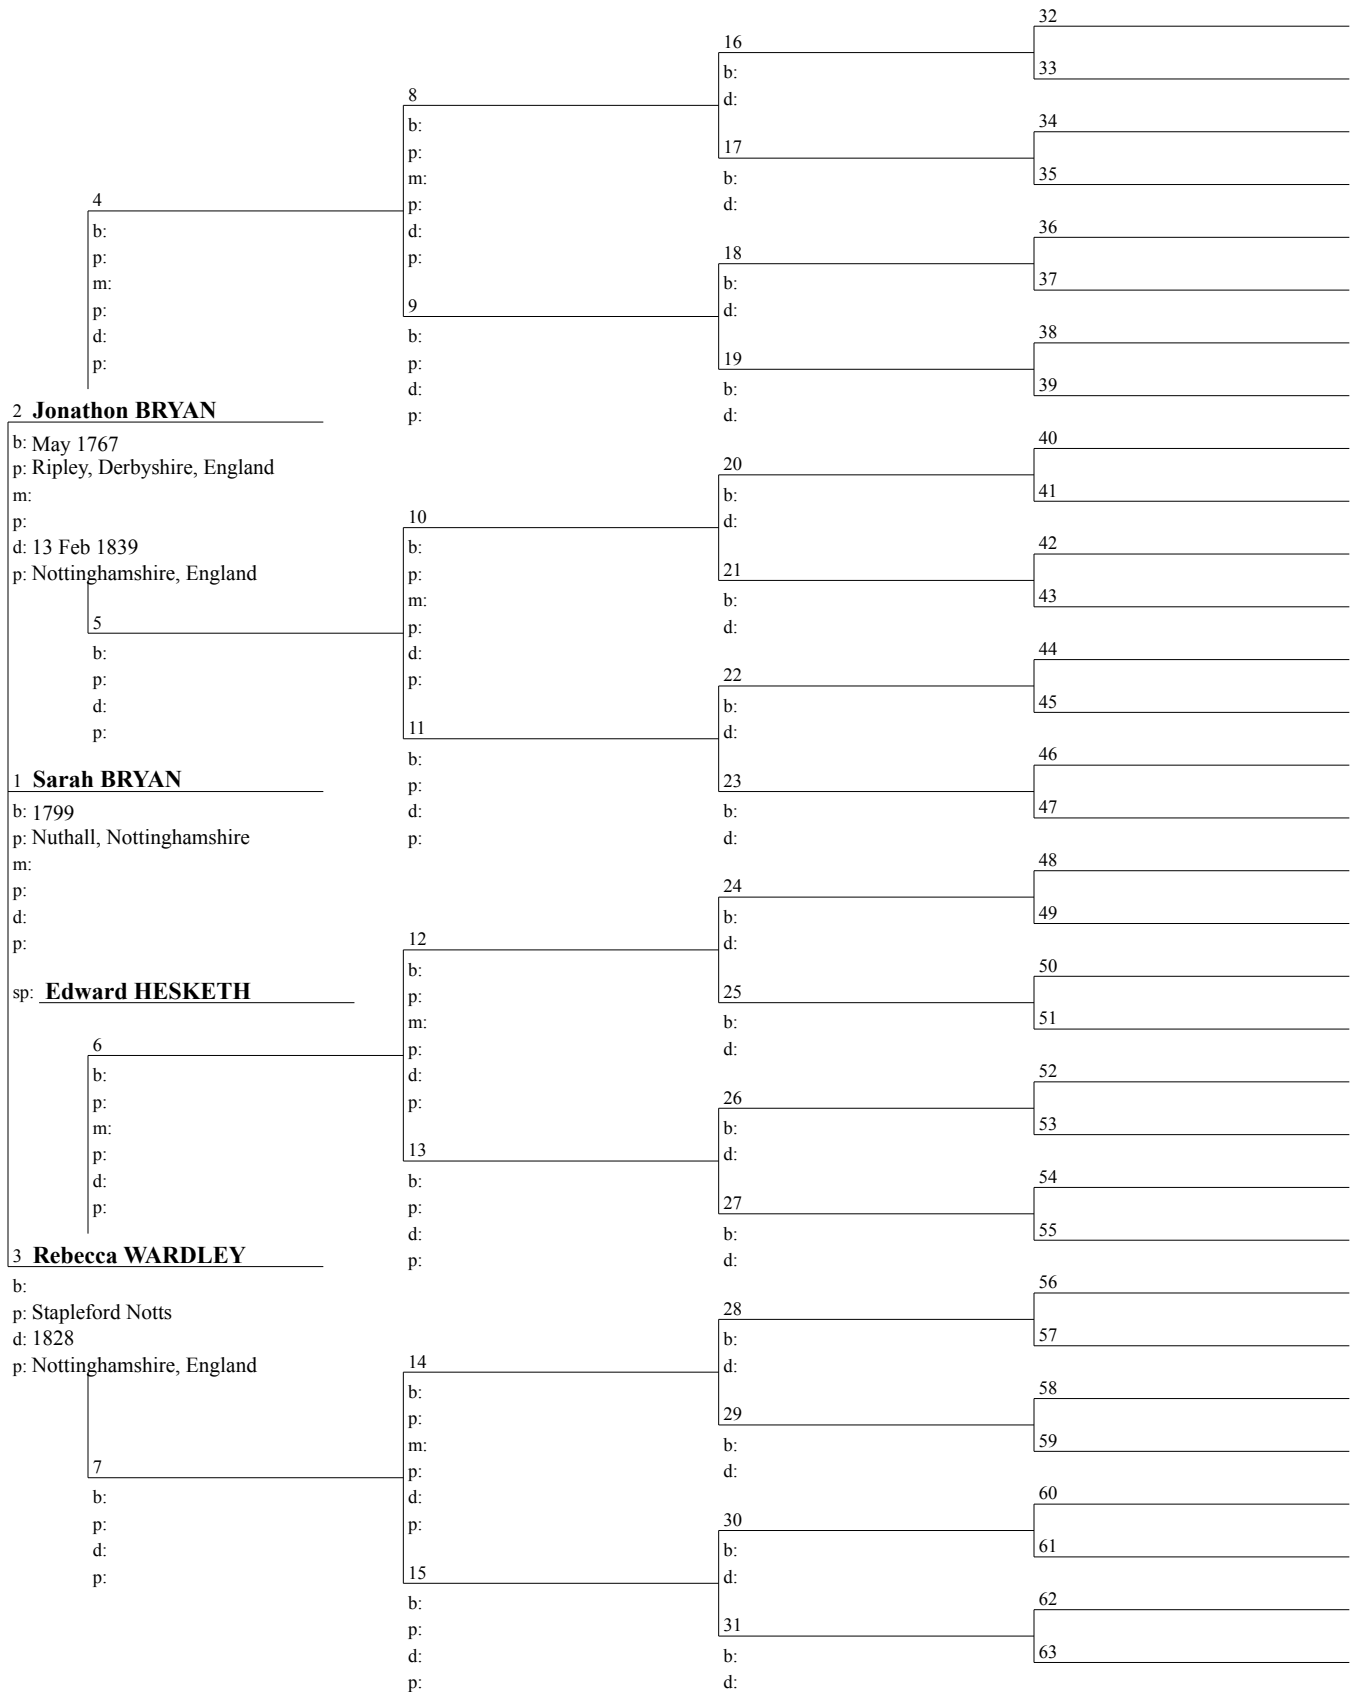 4
b:
p:
m:
p:
d:
p:
2 Jonathon BRYAN
b: May 1767
p: Ripley, Derbyshire, England
m:
p:
d: 13 Feb 1839
p: Nottinghamshire, England
5
b:
p:
d:
p:
1 Sarah BRYAN
b: 1799
p: Nuthall, Nottinghamshire
m:
p:
d:
p:
sp: Edward HESKETH
6
b:
p:
m:
p:
d:
p:
3 Rebecca WARDLEY
b:
p: Stapleford Notts
d: 1828
p: Nottinghamshire, England
7
b:
p:
d:
p:
8
b:
p:
m:
p:
d:
p:
9
b:
p:
d:
p:
10
b:
p:
m:
p:
d:
p:
11
b:
p:
d:
p:
12
b:
p:
m:
p:
d:
p:
13
b:
p:
d:
p:
14
b:
p:
m:
p:
d:
p:
15
b:
p:
d:
p:
16
b:
d:
17
b:
d:
18
b:
d:
19
b:
d:
20
b:
d:
21
b:
d:
22
b:
d:
23
b:
d:
24
b:
d:
25
b:
d:
26
b:
d:
27
b:
d:
28
b:
d:
29
b:
d:
30
b:
d:
31
b:
d:
32
33
34
35
36
37
38
39
40
41
42
43
44
45
46
47
48
49
50
51
52
53
54
55
56
57
58
59
60
61
62
63